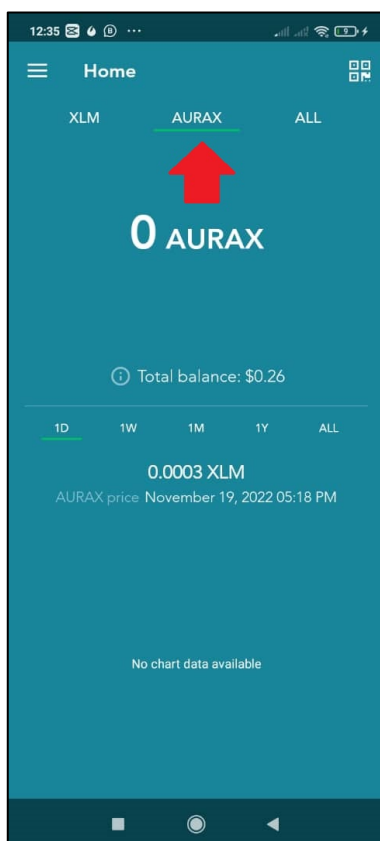 12:35 ...
19
Home
XLM AURAX ALL
0 AURAX
Total balance: $0.26
1D 1W 1M 1Y ALL
0.0003 XLM
AURAX price November 19, 2022 05:18 PM
No chart data available